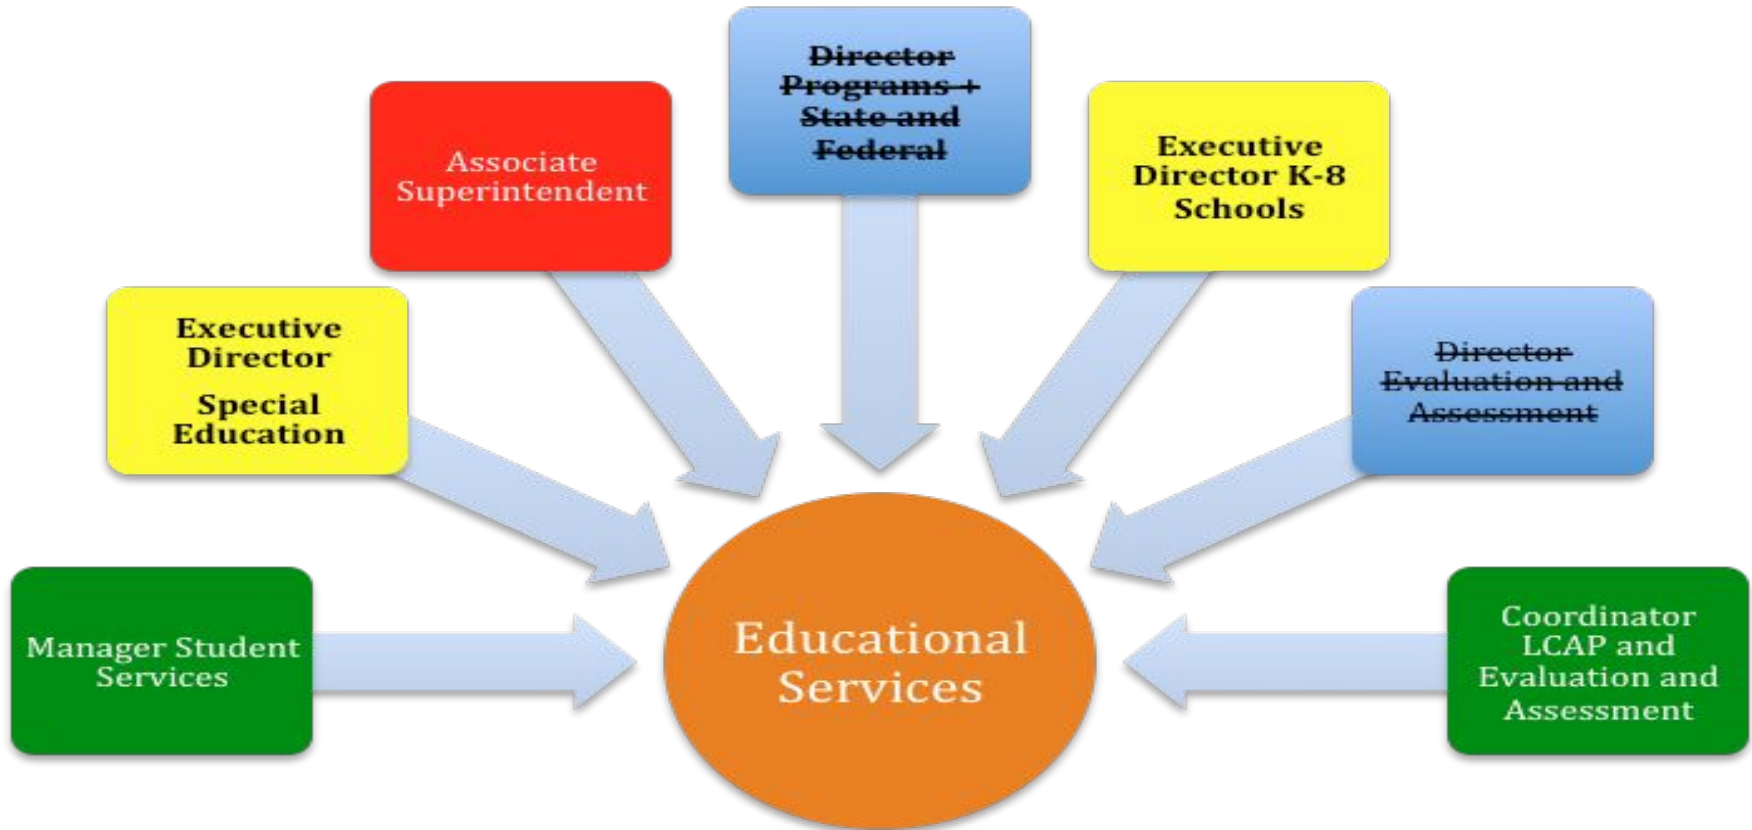 Director
Programs +
State and
Federal
Associate
Superintendent
Executive
Director K-8
Schools
Executive
Director
Special
Education
Director
Evaluation and
Assessment
Manager Student
Services
Educational
Services
Coordinator
LCAP and
Evaluation and
Assessment